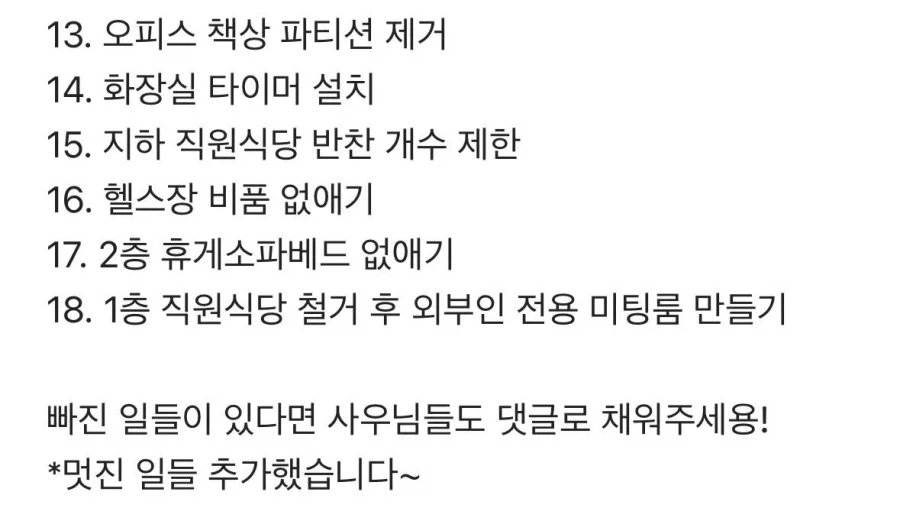 13. 오피스 책상 파티션 제거
14. 화장실 타이머 설치
15. 지하 직원식당 반찬 개수 제한
16. 헬스장 비품 없애기
17. 2층 휴게소파베드 없애기
18. 1층 직원식당 철거 후 외부인 전용 미팅룸 만들기
빠진 일들이 있다면 사우님들도 댓글로 채워주세용!
*멋진 일들 추가했습니다~